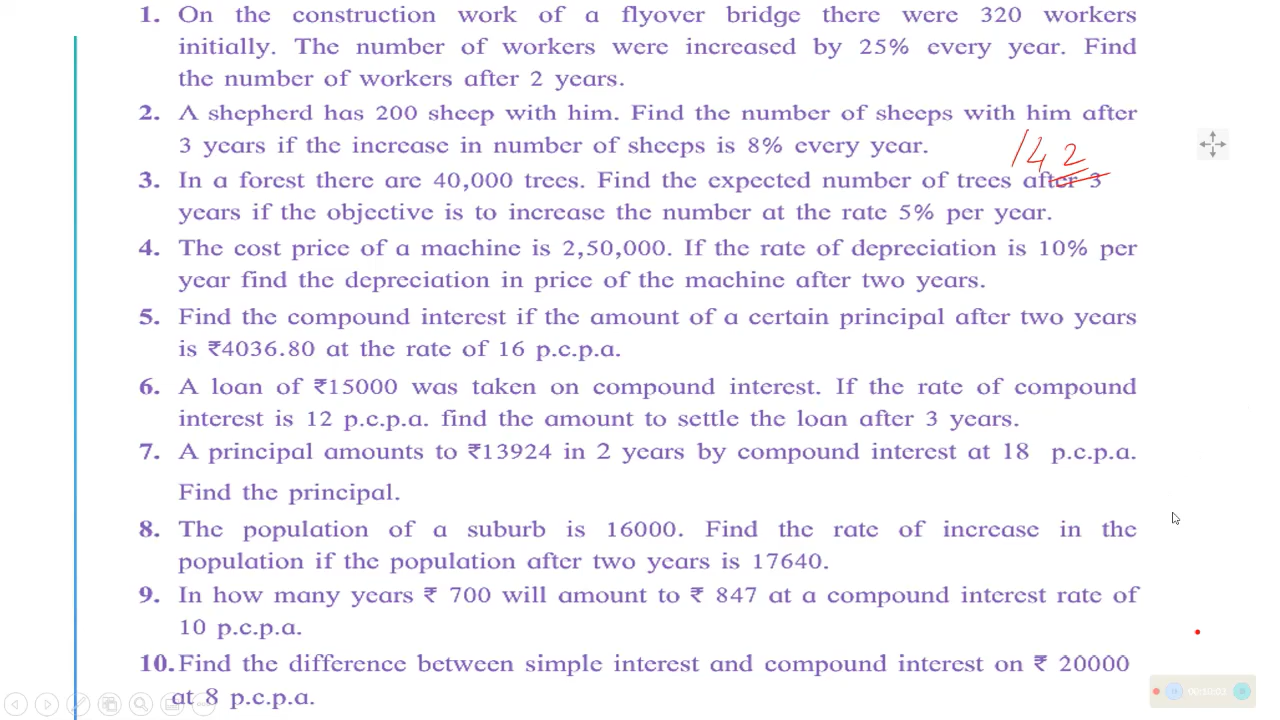 1. On the construction work of a flyover bridge there were 320 workers
initially. The number of workers were increased by 25% every year. Find
the number of workers after 2 years.
2. A shepherd has 200 sheep with him. Find the number of sheeps with him after
3 years if the increase in number of sheeps is 8% every year.
142
3. In a forest there are 40,000 trees. Find the expected number of trees after 3
years if the objective is to increase the number at the rate 5% per year.
4. The cost price of a machine is 2,50,000. If the rate of depreciation is 10% per
year find the depreciation in price of the machine after two years.
5. Find the compound interest if the amount of a certain principal after two years
is ₹4036.80 at the rate of 16 p.c.p.a.
6. A loan of ₹15000 was taken on compound interest. If the rate of compound
interest is 12 p.c.p.a. find the amount to settle the loan after 3 years.
7. A principal amounts to ₹13924 in 2 years by compound interest at 18 p.c.p.a.
Find the principal.
8. The population of a suburb is 16000. Find the rate of increase in the
population if the population after two years is 17640.
9. In how many years ₹ 700 will amount to ₹ 847 at a compound interest rate of
10 p.c.p.a.
10. Find the difference between simple interest and compound interest on ₹ 20000
at 8 p.c.p.a.